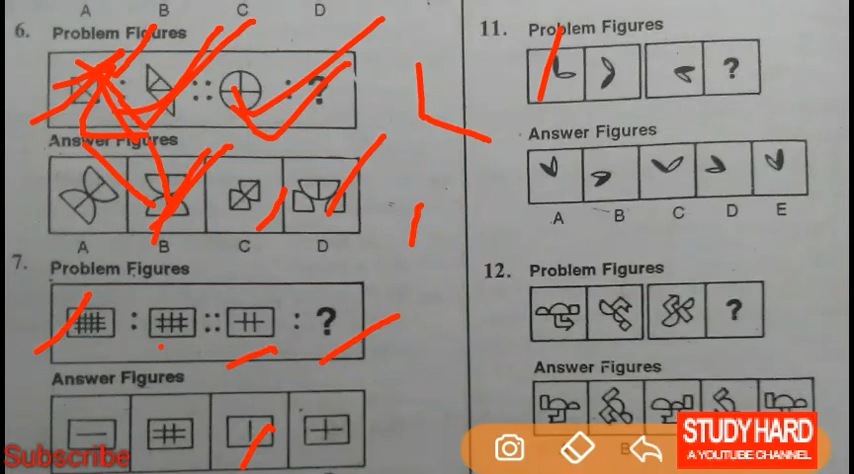 A B C D
6. Problem Figures
: :: : ?
Answer Figures
A B C D
7. Problem Figures
: :: : ?
Answer Figures
11. Problem Figures
?
Answer Figures
A B C D E
12. Problem Figures
?
Answer Figures
B
Subscribe
STUDY HARD
A YOUTUBE CHANNEL